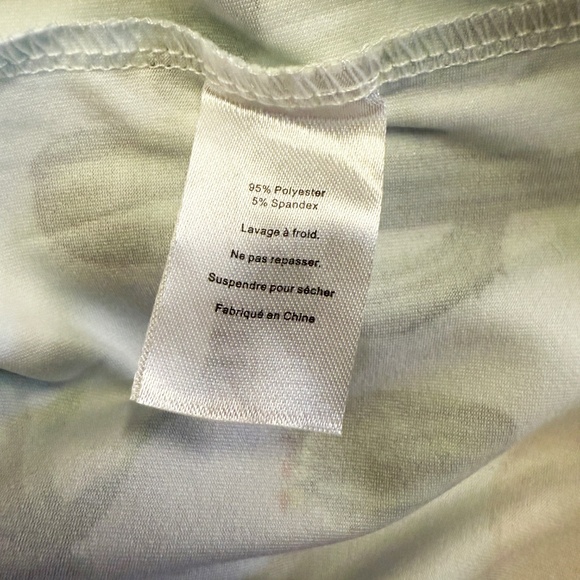 95% Polyester
5% Spandex
Lavage à froid.
Ne pas repasser.
Suspendre pour sécher
Fabriqué en Chine